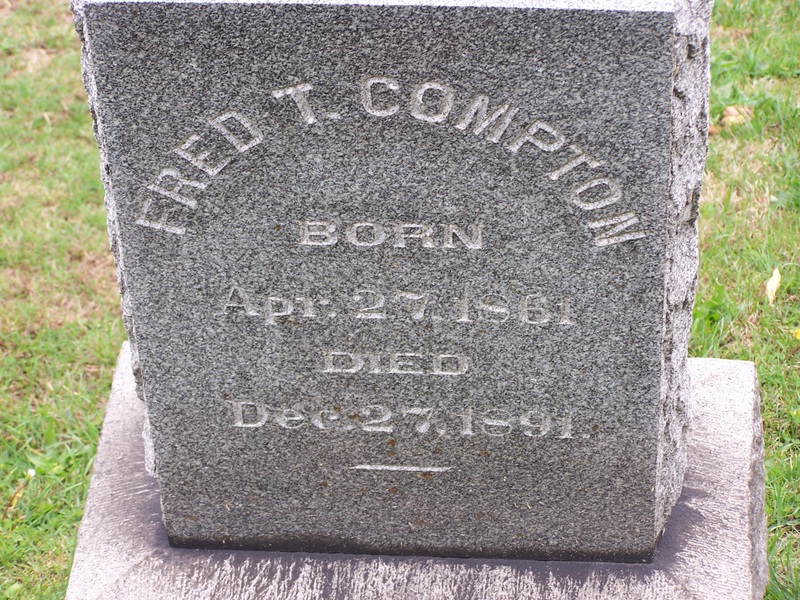 FRED T. COMPTON
BORN
Apr. 27, 1861
DIED
Dec. 27, 1891.